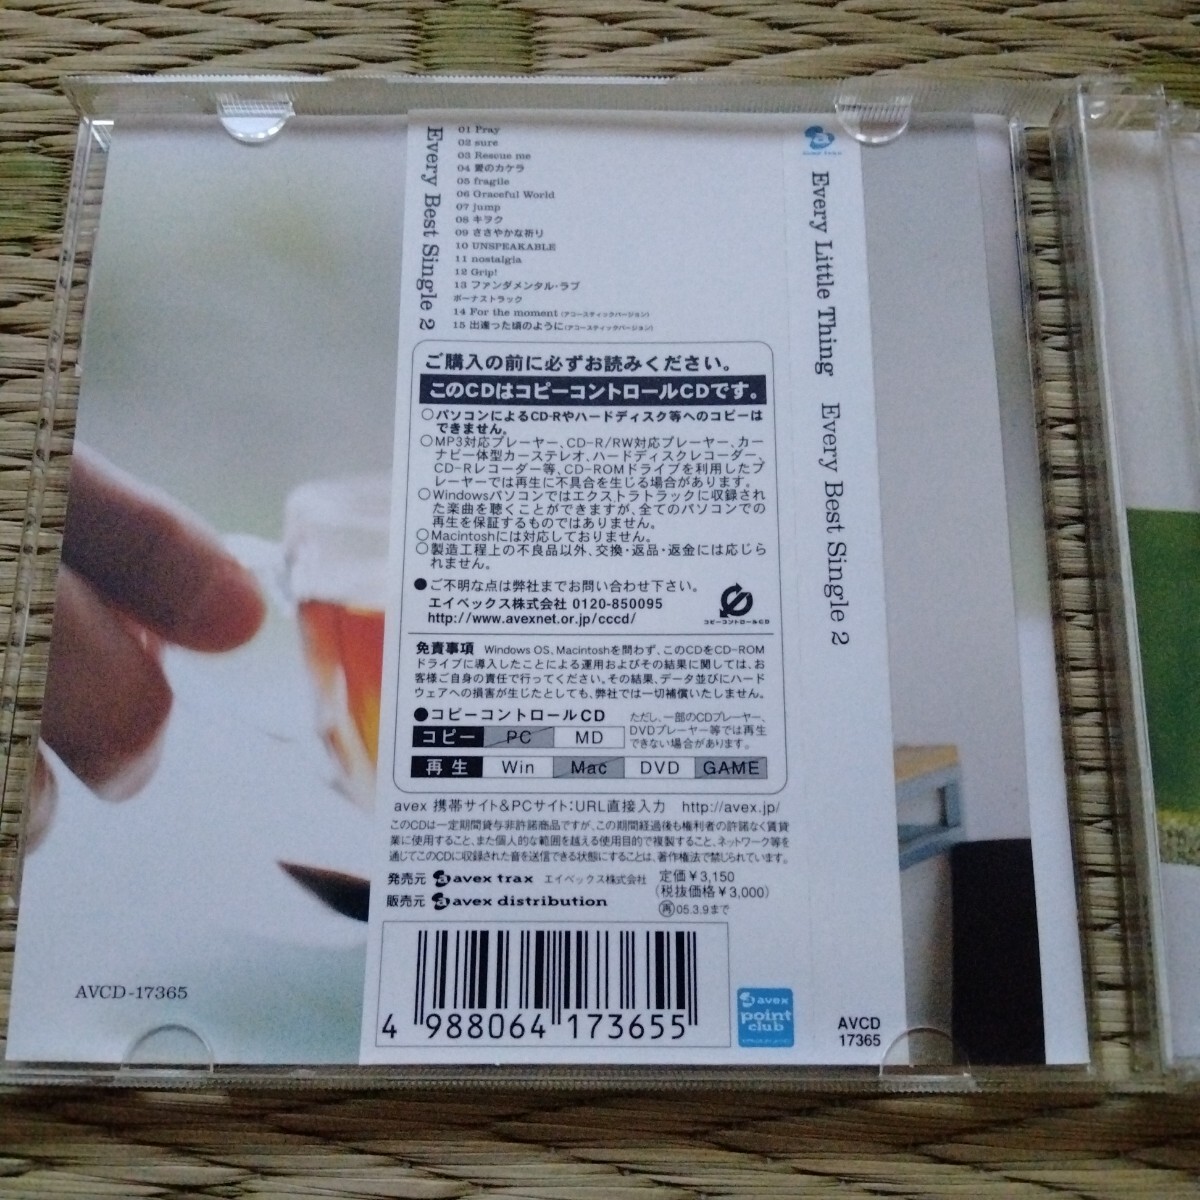 Every Best Single 2
01 Pray
02 sure
03 Rescue me
04 愛のカケラ
05 fragile
06 Graceful World
07 jump
08 キヲク
09 ささやかな祈り
10 UNSPEAKABLE
11 nostalgia
12 Grip!
13 ファンダメンタル・ラブ
ボーナストラック
14 For the moment (アコースティックバージョン)
15 出逢った頃のように (アコースティックバージョン)
ご購入の前に必ずお読みください。
このCDはコピーコントロールCDです。
○パソコンによるCD-Rやハードディスク等へのコピーは
できません。
○MP3対応プレーヤー、CD-R/RW対応プレーヤー、カー
ナビ一体型カーステレオ、ハードディスクレコーダー、
CD-Rレコーダー等、CD-ROMドライブを利用したプ
レーヤーでは再生に不具合を生じる場合があります。
○Windowsパソコンではエクストラトラックに収録され
た楽曲を聴くことができますが、全てのパソコンでの
再生を保証するものではありません。
○Macintoshには対応しておりません。
○製造工程上の不良品以外、交換・返品・返金には応じら
れません。
●ご不明な点は弊社までお問い合わせ下さい。
エイベックス株式会社 0120-850095
http://www.avexnet.or.jp/cccd/
コピーコントロールCD
免責事項 Windows OS, Macintoshを問わず、このCDをCD-ROM
ドライブに導入したことによる運用およびその結果に関しては、お
客様ご自身の責任で行ってください。その結果、データ並びにハード
ウェアへの損害が生じたとしても、弊社では一切補償いたしません。
●コピーコントロールCD
コピー PC MD
ただし、一部のCDプレーヤー、
DVDプレーヤー等では再生
できない場合があります。
再生 Win Mac DVD GAME
avex 携帯サイト&PCサイト:URL直接入力 http://avex.jp/
このCDは一定期間貸与非許諾商品ですが、この期間経過後も権利者の許諾なく賃貸
業に使用すること、また個人的な範囲を越える使用目的で複製すること、ネットワーク等を
通じてこのCDに収録された音を送信できる状態にすることは、著作権法で禁じられています。
発売元 avex trax エイベックス株式会社
販売元 avex distribution
定価¥3,150
(税抜価格¥3,000)
再05.3.9まで
4 988064 173655
avex
point
club
avex trax
Every Little Thing Every Best Single 2
AVCD
17365
AVCD-17365